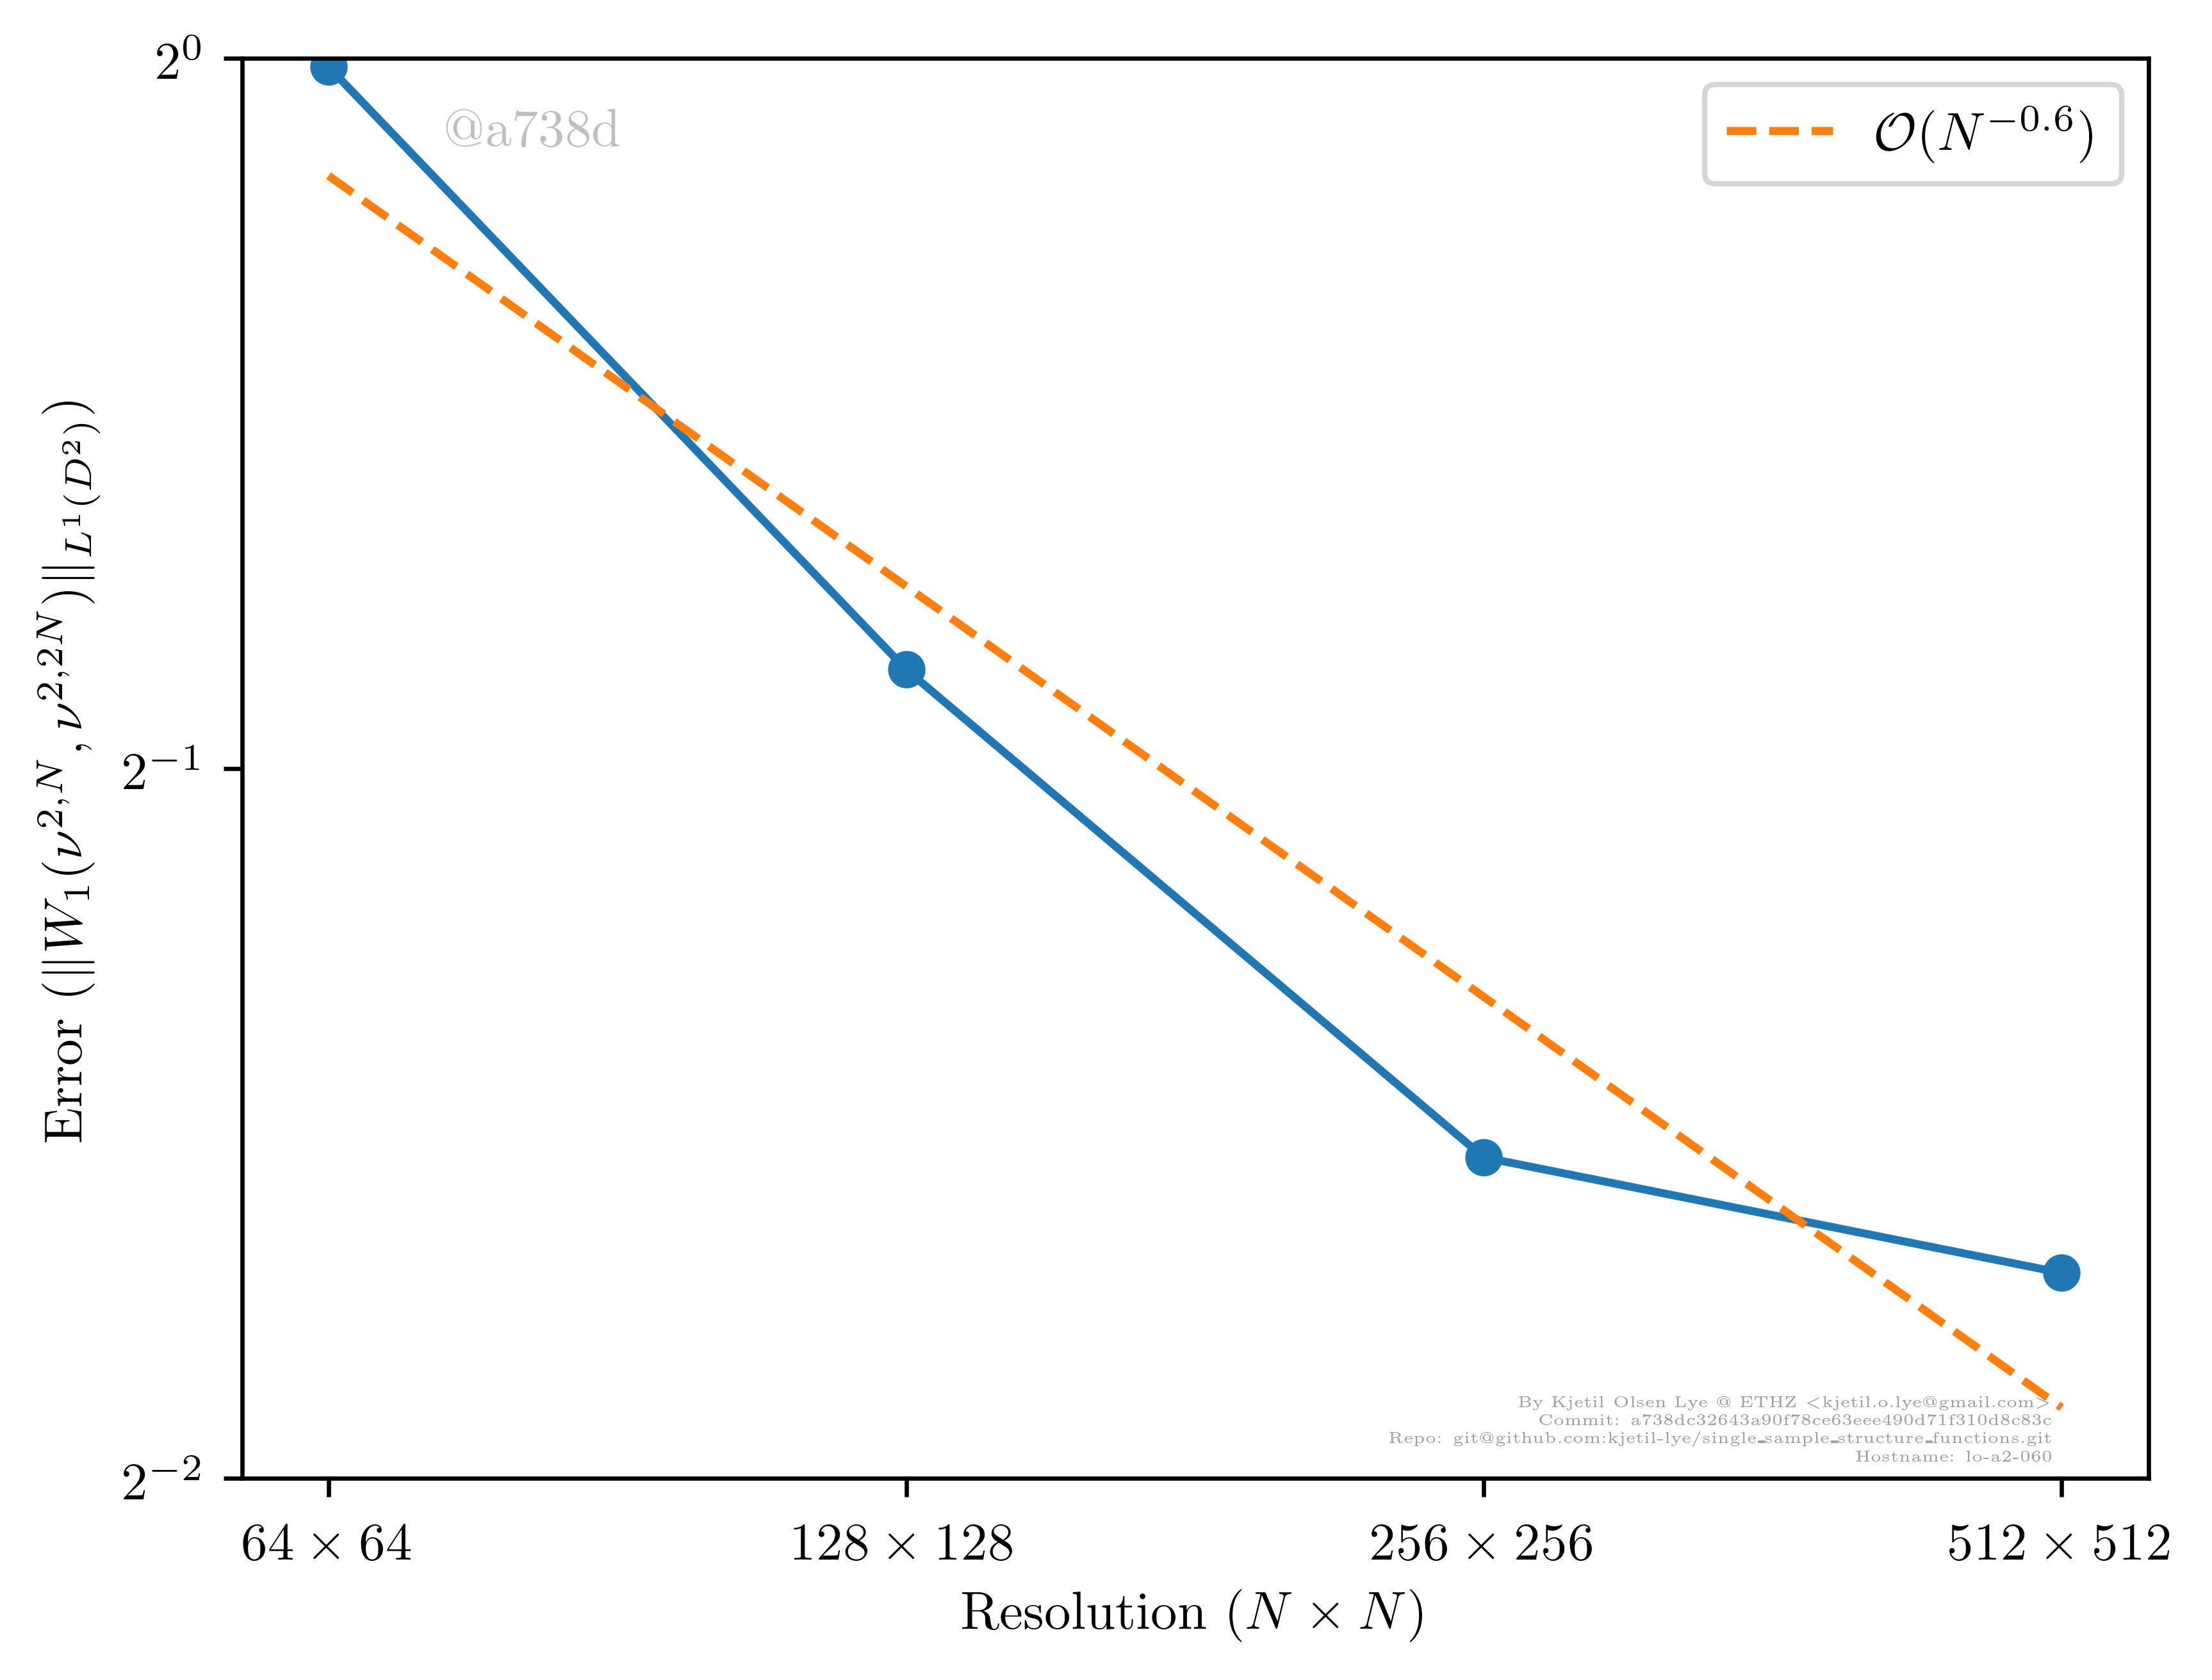 2^0
@a738d
𝒪(N^{-0.6})
Error (||W_1(ν^{2,N}, ν^{2,2N})||_{L^1(D^2)})
2^{-1}
By Kjetil Olsen Lye @ ETHZ <kjetil.o.lye@gmail.com>
Commit: a738dc32643a90f78ce63eee490d71f310d8c83c
Repo: git@github.com:kjetil-lye/single_sample_structure_functions.git
Hostname: lo-a2-060
2^{-2}
64 × 64 128 × 128 256 × 256 512 × 512
Resolution (N × N)